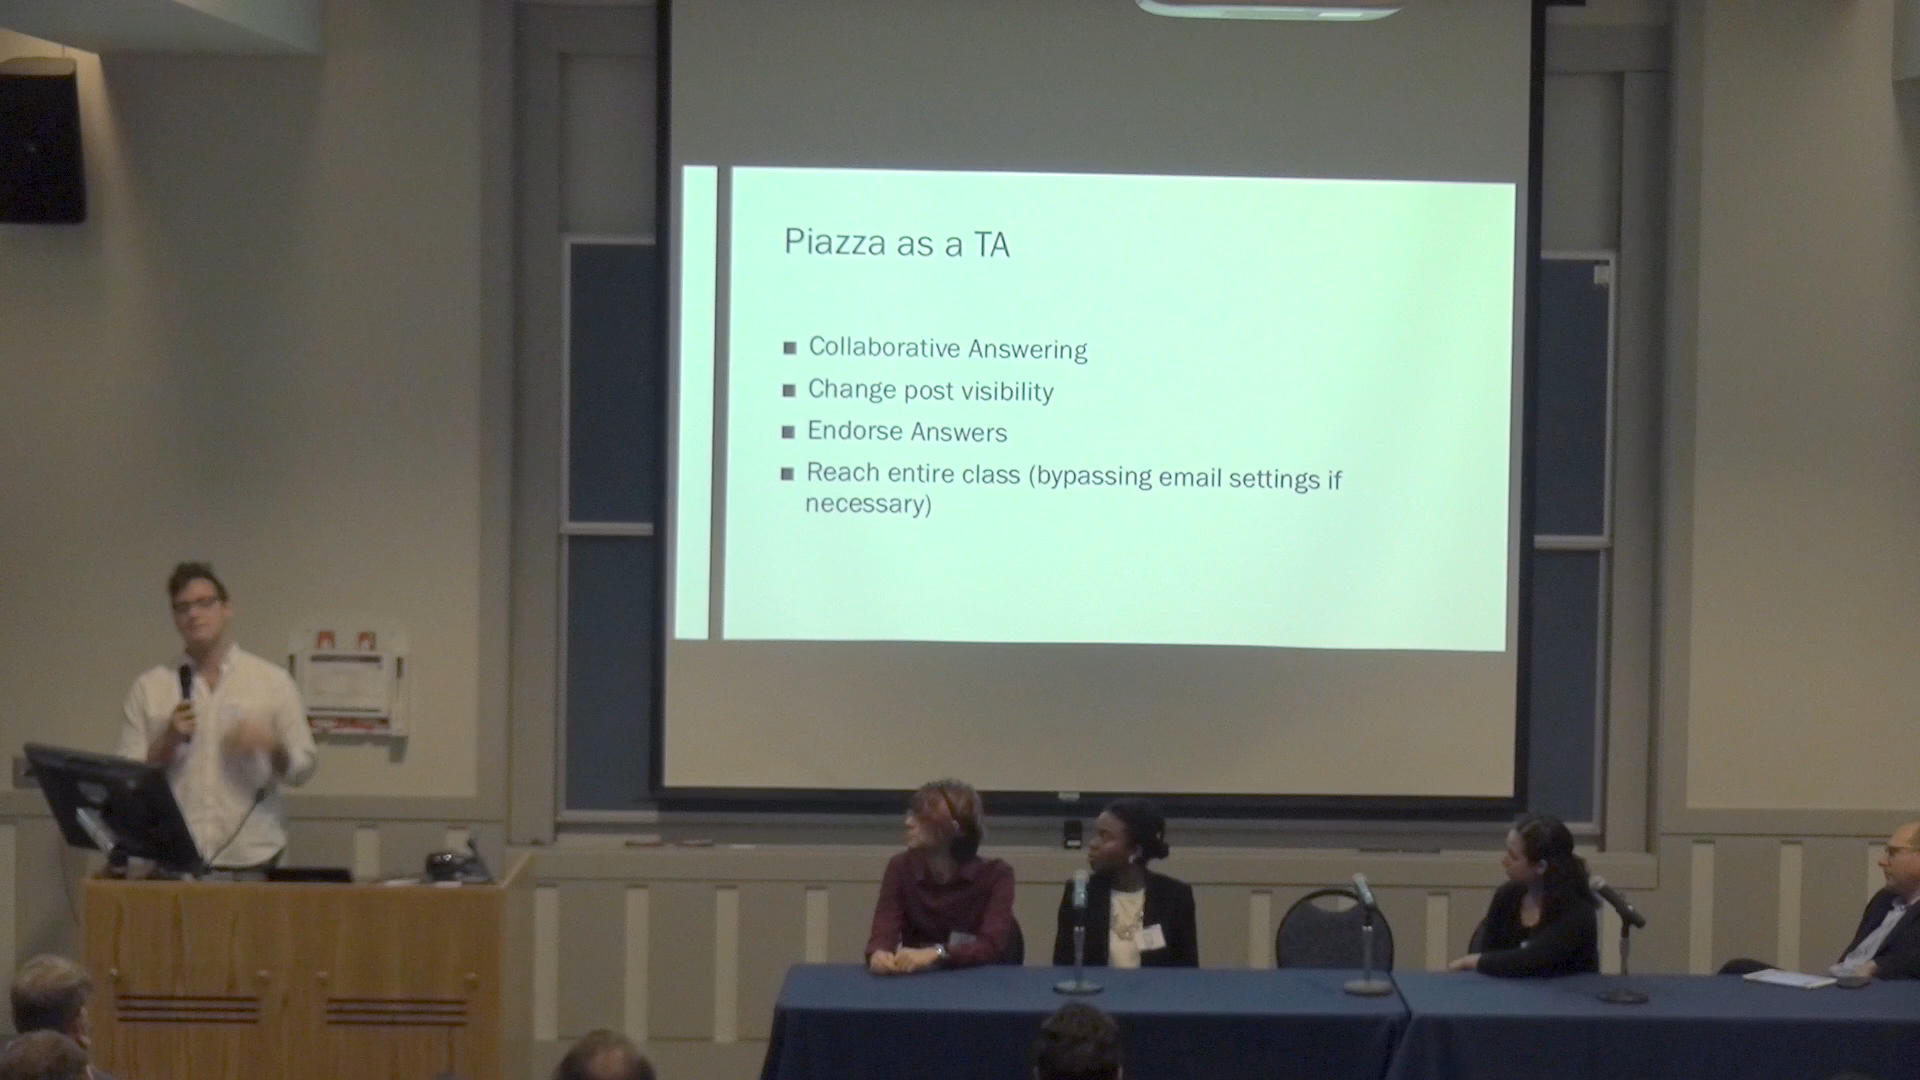 Piazza as a TA
■ Collaborative Answering
■ Change post visibility
■ Endorse Answers
■ Reach entire class (bypassing email settings if
necessary)